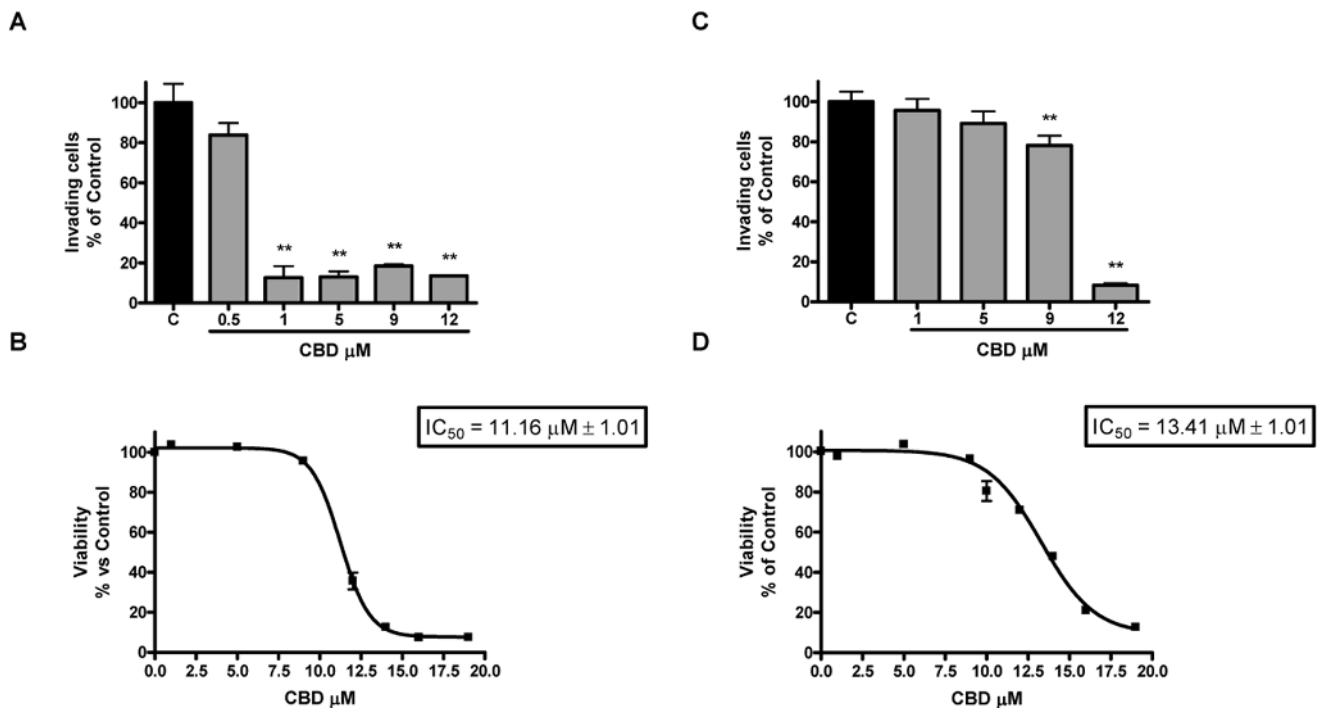 A
Invading cells
% of Control
100
80
60
40
20
0
**
**
**
**
C
0.5
1
5
9
12
CBD μM
C
Invading cells
% of Control
100
80
60
40
20
0
**
**
C
1
5
9
12
CBD μM
B
IC50 = 11.16 μM ± 1.01
Viability
% vs Control
100
80
60
40
20
0
0.0
2.5
5.0
7.5
10.0
12.5
15.0
17.5
20.0
CBD μM
D
IC50 = 13.41 μM ± 1.01
Viability
% of Control
100
80
60
40
20
0
0.0
2.5
5.0
7.5
10.0
12.5
15.0
17.5
20.0
CBD μM